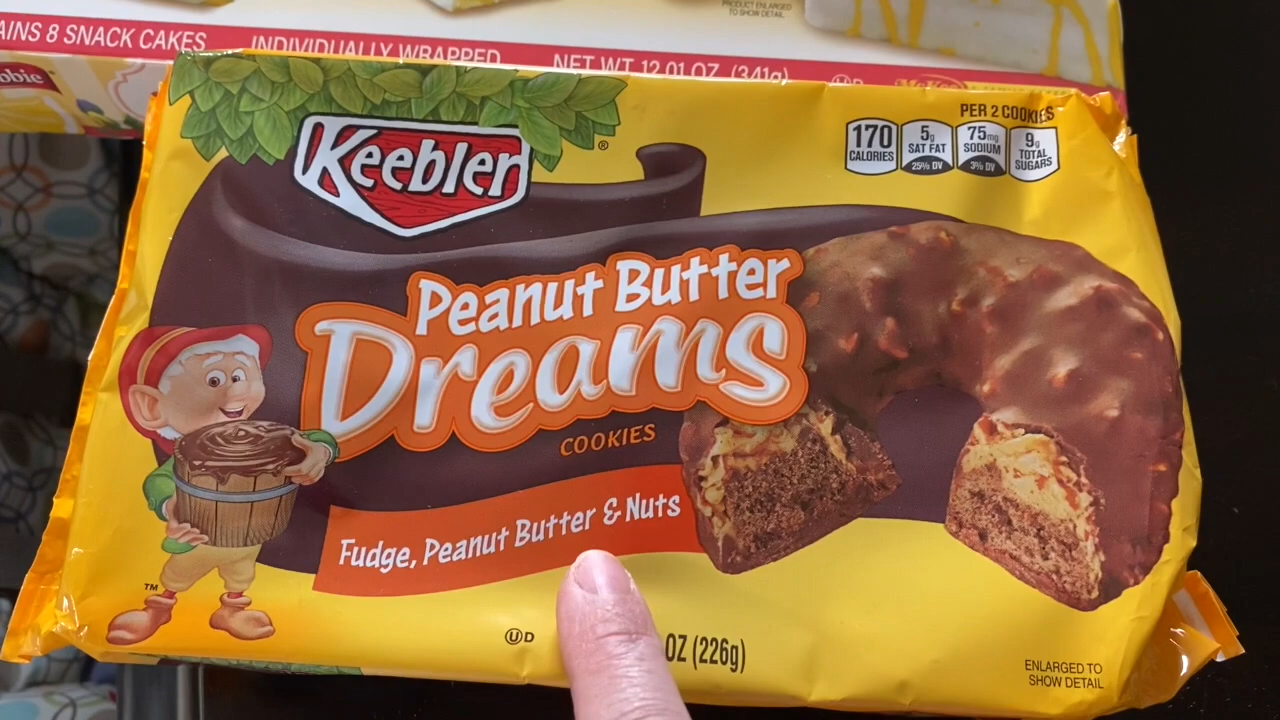 PRODUCT ENLARGED
TO SHOW DETAIL
AINS 8 SNACK CAKES INDIVIDUALLY WRAPPED NET WT 12.01 OZ (341g) U D McKee
bbie
Keebler ®
PER 2 COOKIES
170 CALORIES
5g SAT FAT 25% DV
75mg SODIUM 3% DV
9g TOTAL SUGARS
Peanut Butter
Dreams
COOKIES
Fudge, Peanut Butter & Nuts
TM
U D
OZ (226g)
ENLARGED TO
SHOW DETAIL